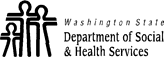 Washington State
Department of Social
& Health Services